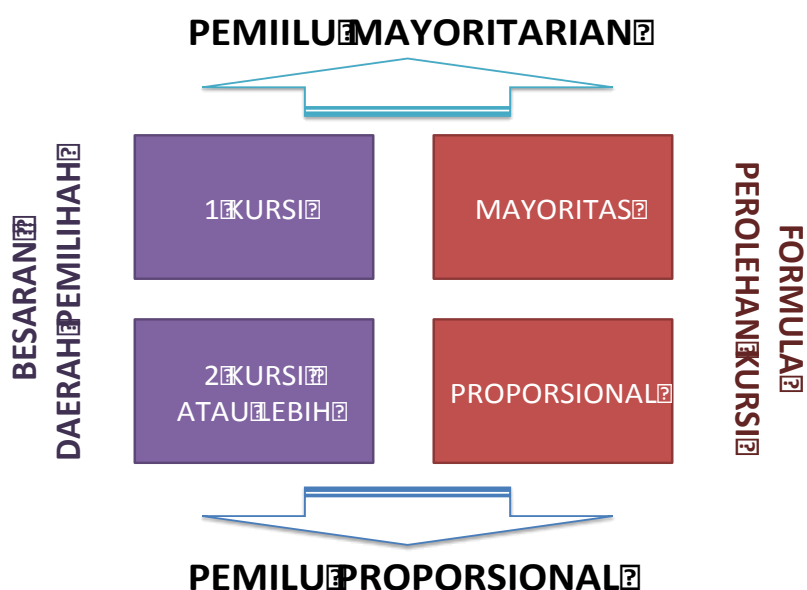 PEMIILU MAYORITARIAN
BESARAN
DAERAH PEMILIHAH
1 KURSI
MAYORITAS
FORMULA
PEROLEHAN KURSI
2 KURSI
ATAU LEBIH
PROPORSIONAL
PEMILU PROPORSIONAL